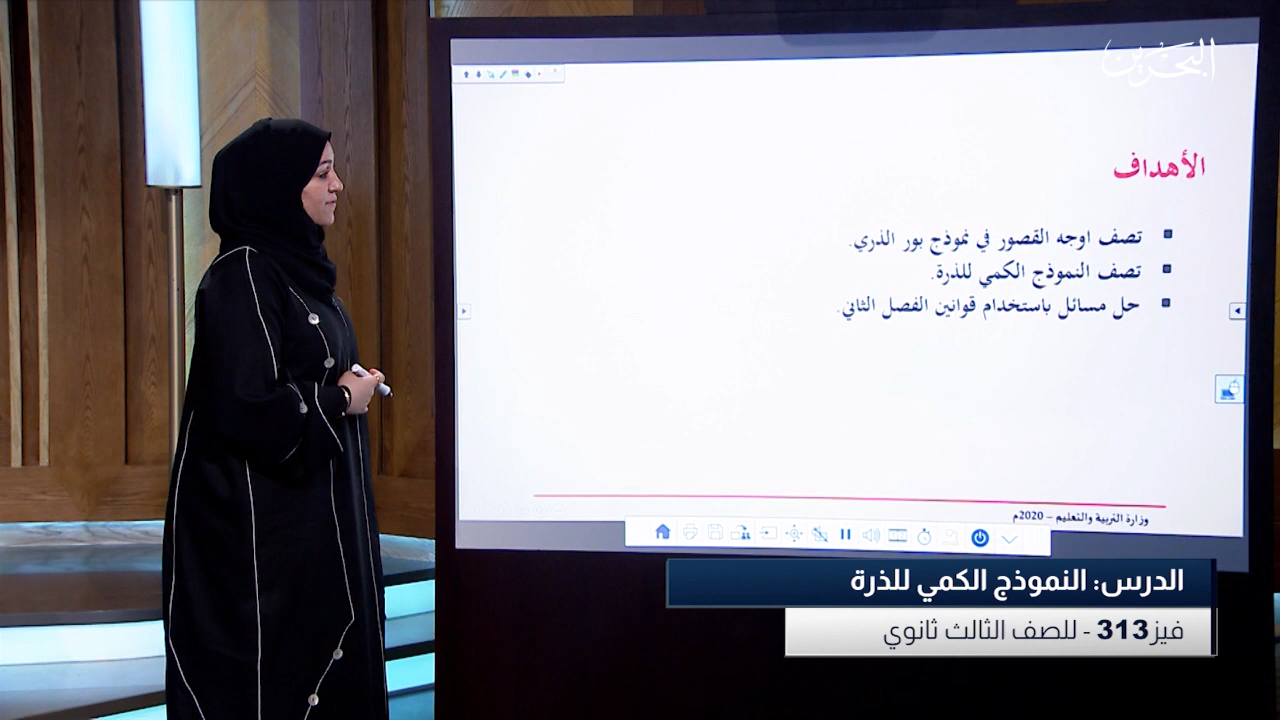 البحرين
الأهداف
تصف اوجه القصور في نموذج بور الذري.
تصف النموذج الكمي للذرة.
حل مسائل باستخدام قوانين الفصل الثاني.
وزارة التربية والتعليم – 2020م
الدرس: النموذج الكمي للذرة
فيز313 - للصف الثالث ثانوي